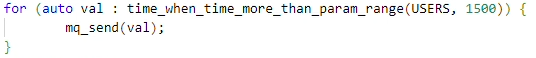 for (auto val : time_when_time_more_than_param_range(USERS, 1500)) {
        mq_send(val);
}